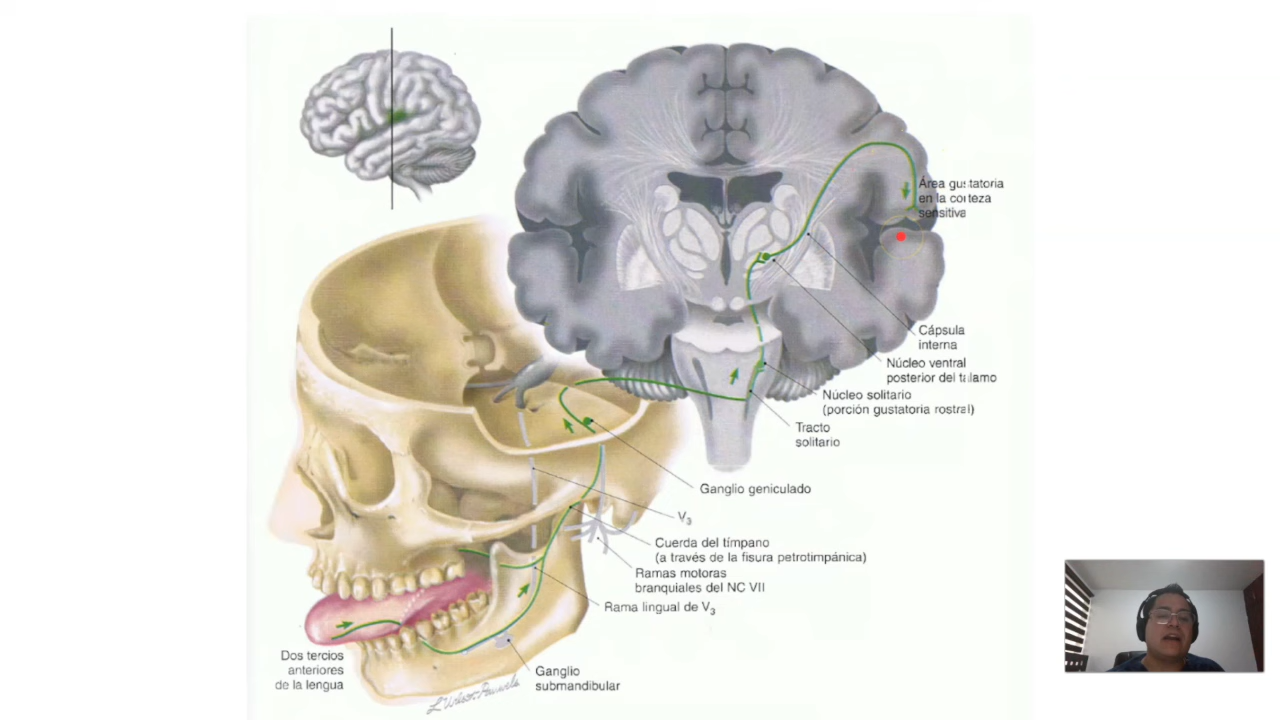 Área gustatoria
en la corteza
sensitiva
Cápsula
interna
Núcleo ventral
posterior del tálamo
Núcleo solitario
(porción gustatoria rostral)
Tracto
solitario
Ganglio geniculado
V3
Cuerda del tímpano
(a través de la fisura petrotimpánica)
Ramas motoras
branquiales del NC VII
Rama lingual de V3
Dos tercios
anteriores
de la lengua
Ganglio
submandibular